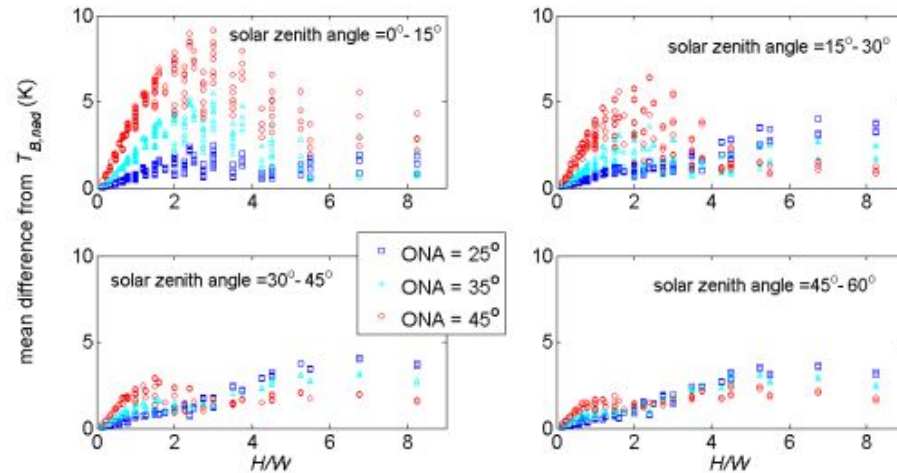 mean difference from T_B,nad (K)
10
5
0
solar zenith angle =0°- 15°
0 2 4 6 8
10
5
0
solar zenith angle =15°- 30°
0 2 4 6 8
10
5
0
solar zenith angle =30°- 45°
0 2 4 6 8
H/W
ONA = 25°
ONA = 35°
ONA = 45°
10
5
0
solar zenith angle =45°- 60°
0 2 4 6 8
H/W